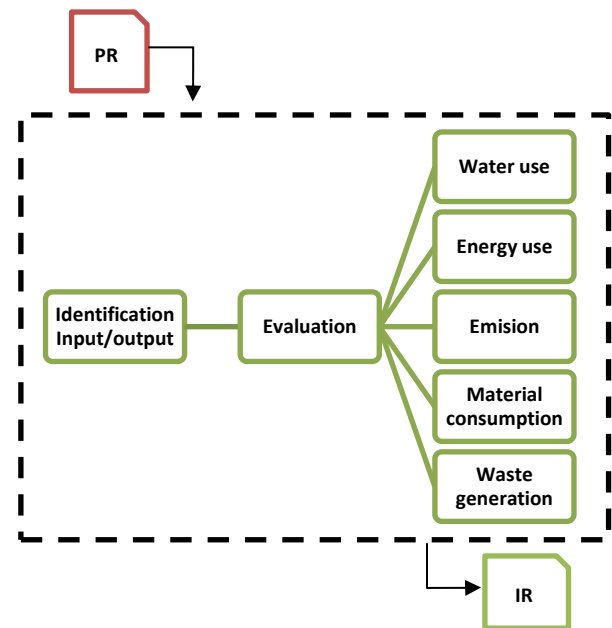 PR
Water use
Energy use
Identification
Input/output
Evaluation
Emision
Material
consumption
Waste
generation
IR